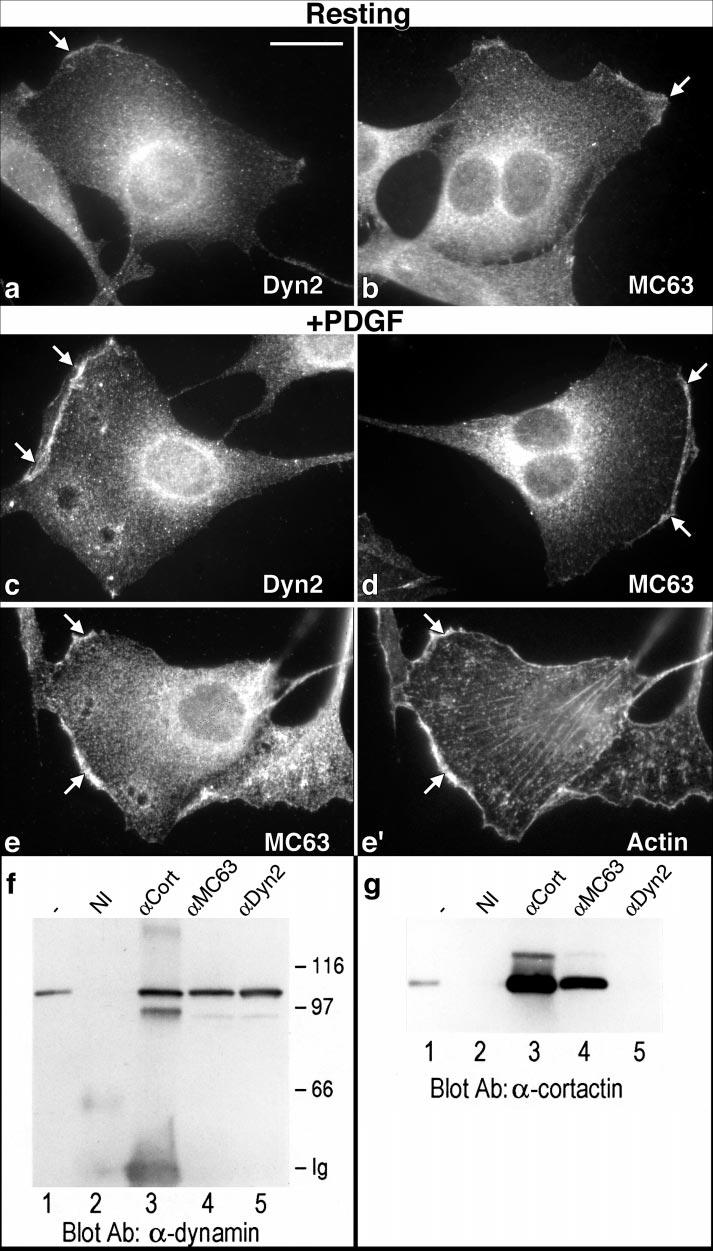 Resting
a Dyn2
b MC63
+PDGF
c Dyn2
d MC63
e MC63
e' Actin
f
- NI αCort αMC63 αDyn2
– 116
– 97
– 66
– Ig
1 2 3 4 5
Blot Ab: α-dynamin
g
- NI αCort αMC63 αDyn2
1 2 3 4 5
Blot Ab: α-cortactin